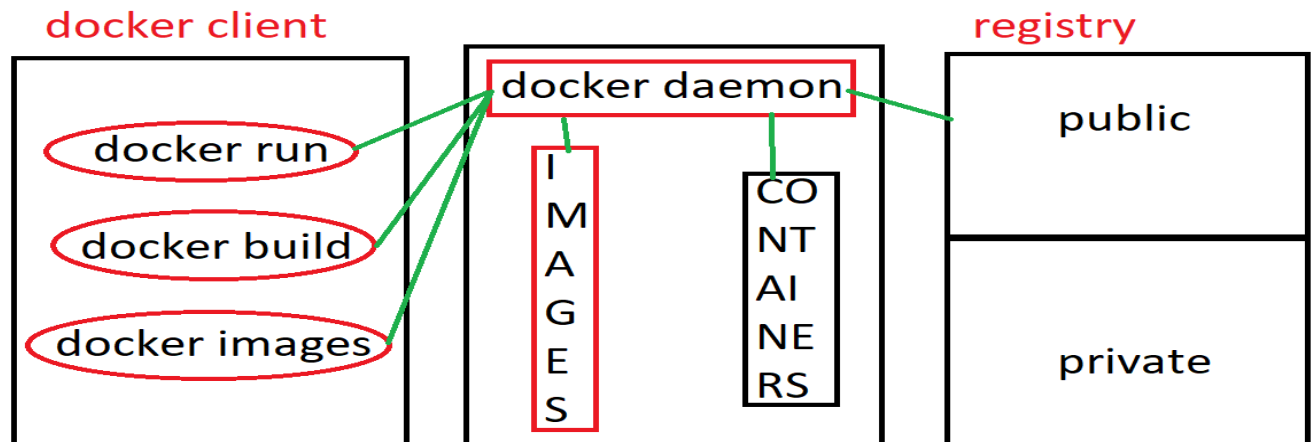 docker client
docker run
docker build
docker images
docker daemon
I
M
A
G
E
S
CO
NT
AI
NE
RS
registry
public
private